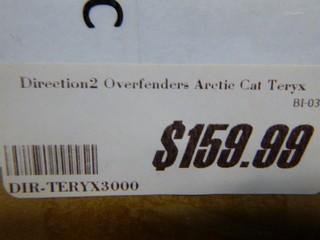 C
Direction2 Overfenders Arctic Cat Teryx
BI-03
$159.99
DIR-TERYX3000